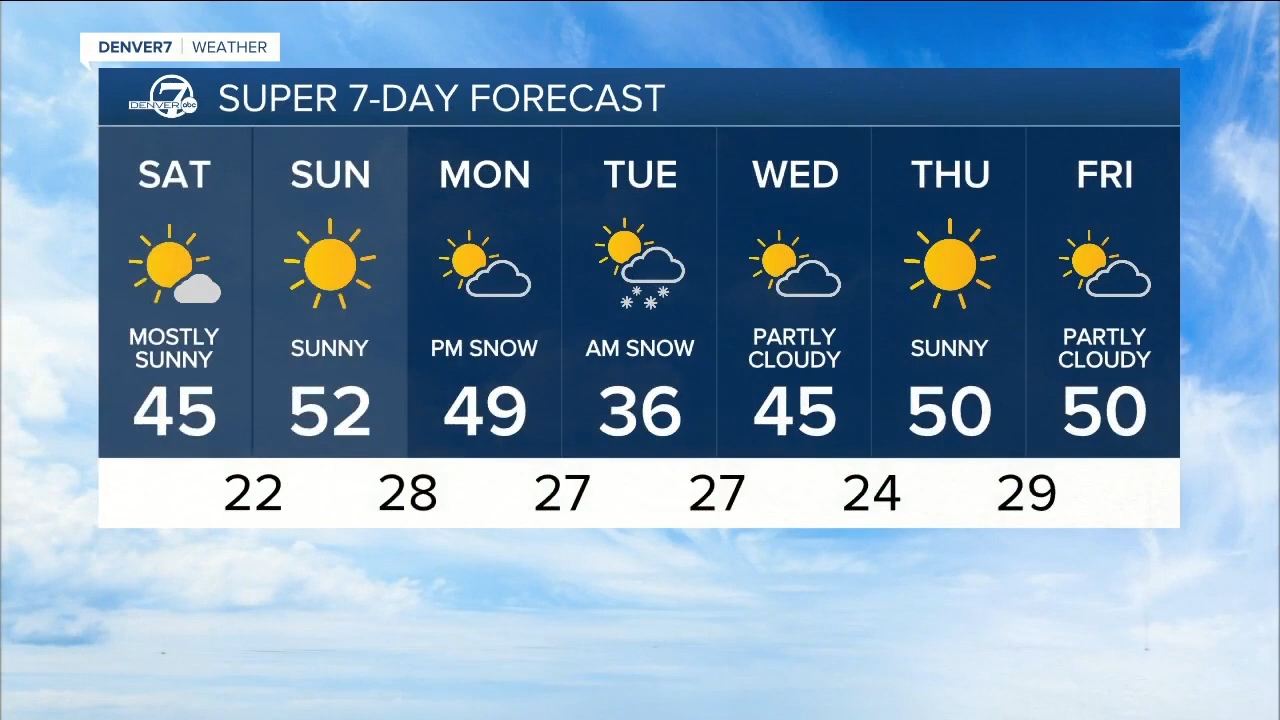 DENVER7 | WEATHER
7
DENVER abc
SUPER 7-DAY FORECAST
SAT SUN MON TUE WED THU FRI
MOSTLY
SUNNY
SUNNY
PM SNOW
AM SNOW
PARTLY
CLOUDY
SUNNY
PARTLY
CLOUDY
45 52 49 36 45 50 50
22 28 27 27 24 29